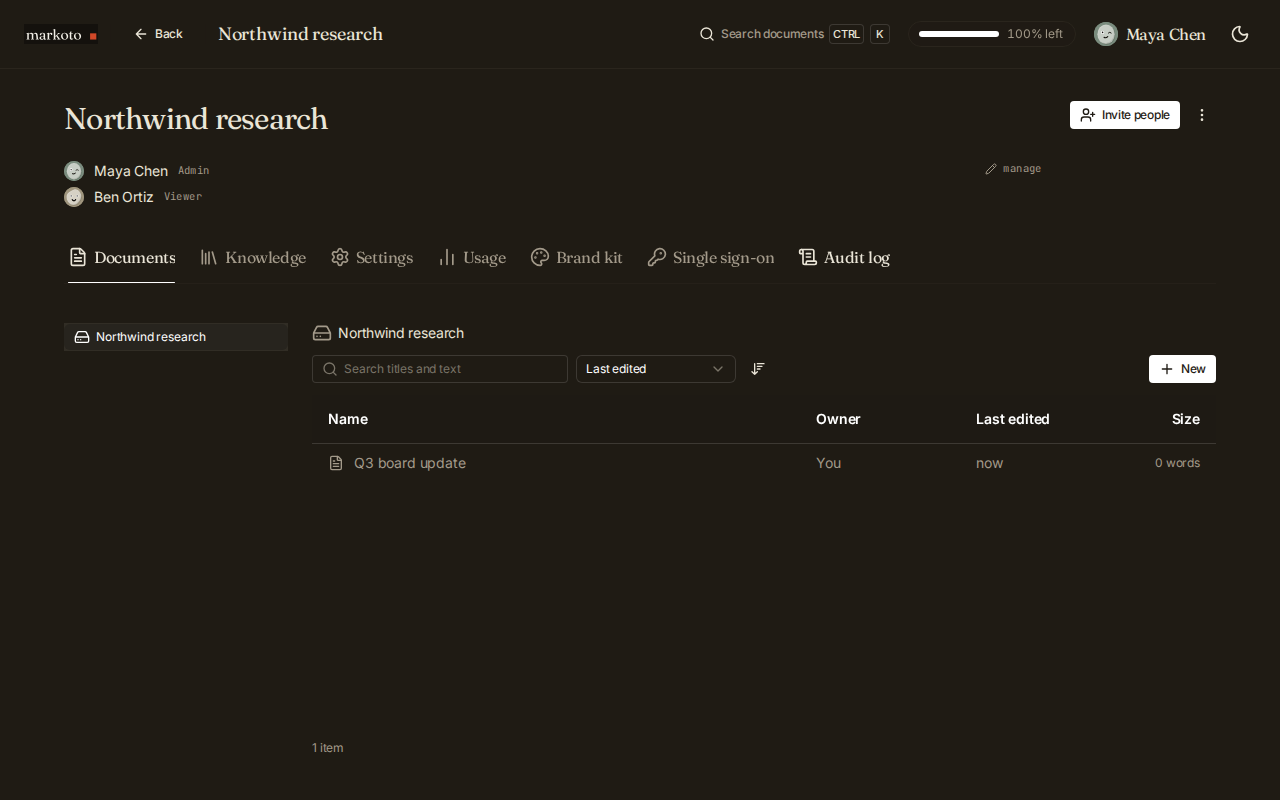 markoto
Back
Northwind research
Search documents CTRL K
100% left
Maya Chen
Northwind research
Invite people
Maya Chen Admin
manage
Ben Ortiz Viewer
Documents Knowledge Settings Usage Brand kit Single sign-on Audit log
Northwind research
Northwind research
Search titles and text
Last edited
New
Name Owner Last edited Size
Q3 board update You now 0 words
1 item